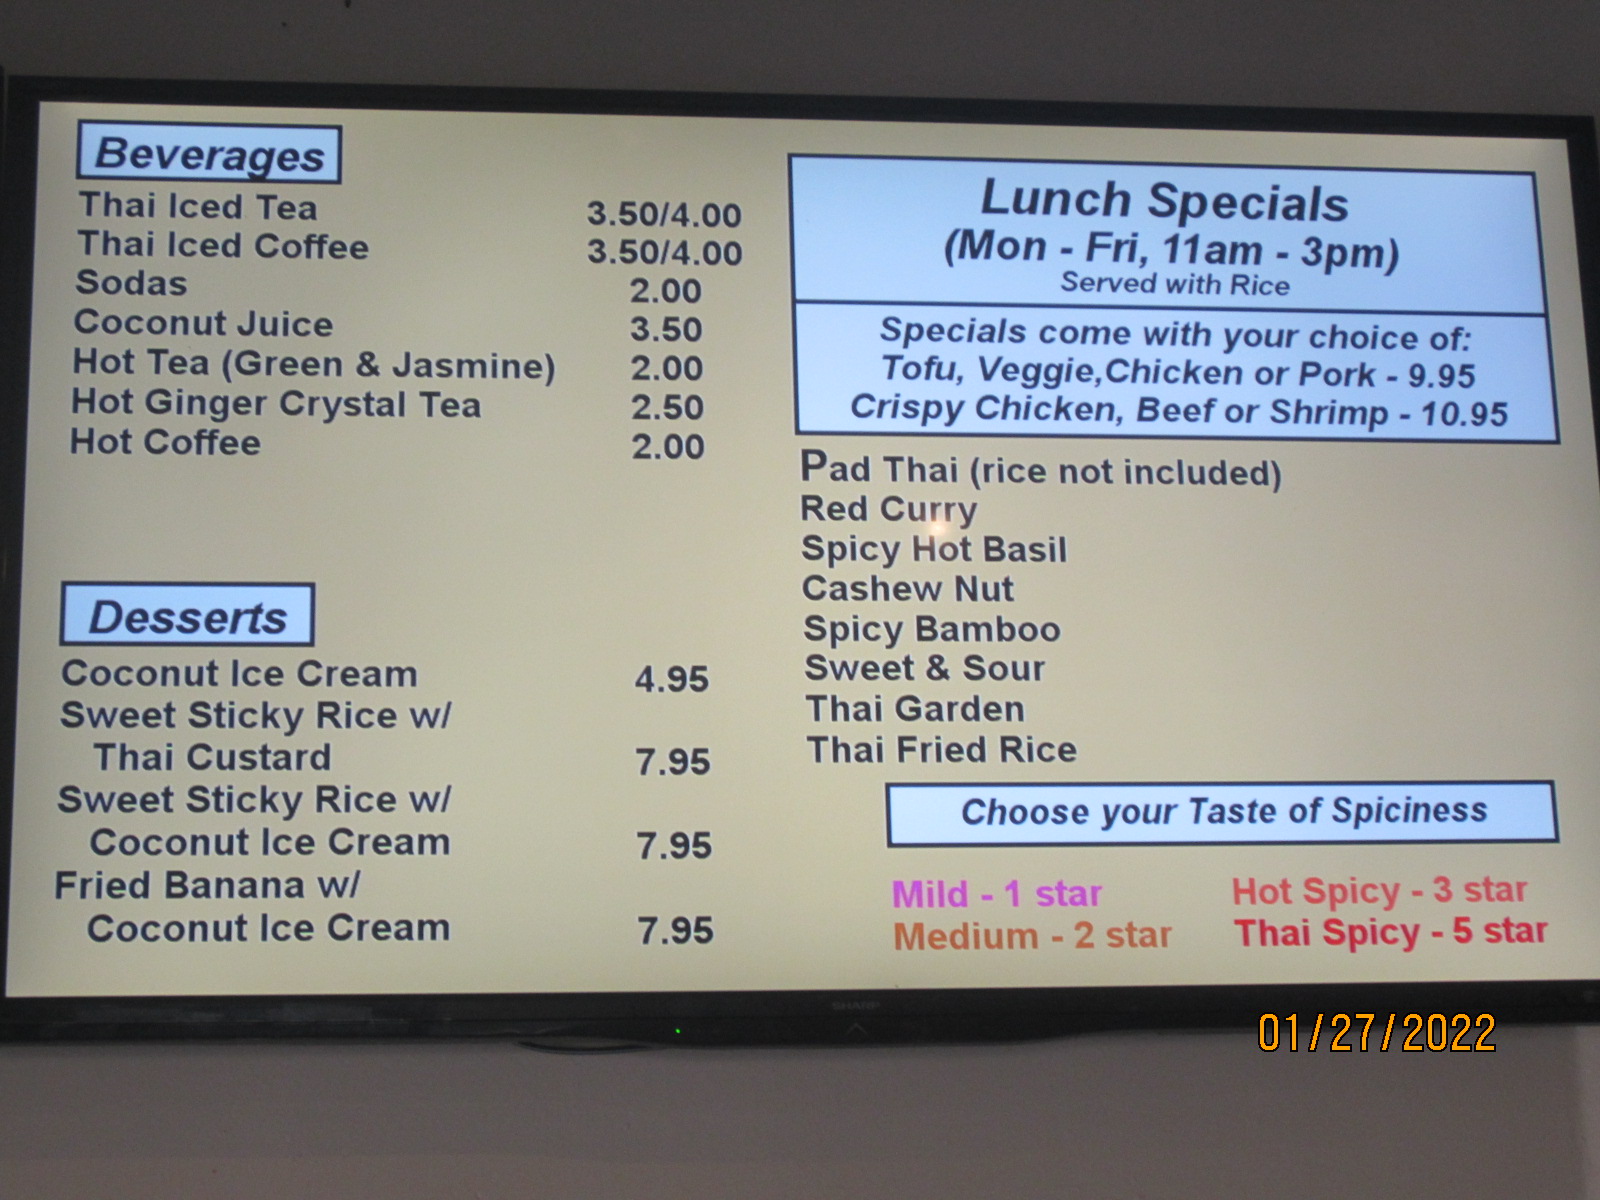 Beverages
Thai Iced Tea 3.50/4.00
Thai Iced Coffee 3.50/4.00
Sodas 2.00
Coconut Juice 3.50
Hot Tea (Green & Jasmine) 2.00
Hot Ginger Crystal Tea 2.50
Hot Coffee 2.00
Desserts
Coconut Ice Cream 4.95
Sweet Sticky Rice w/
Thai Custard 7.95
Sweet Sticky Rice w/
Coconut Ice Cream 7.95
Fried Banana w/
Coconut Ice Cream 7.95
Lunch Specials
(Mon - Fri, 11am - 3pm)
Served with Rice
Specials come with your choice of:
Tofu, Veggie,Chicken or Pork - 9.95
Crispy Chicken, Beef or Shrimp - 10.95
Pad Thai (rice not included)
Red Curry
Spicy Hot Basil
Cashew Nut
Spicy Bamboo
Sweet & Sour
Thai Garden
Thai Fried Rice
Choose your Taste of Spiciness
Mild - 1 star Hot Spicy - 3 star
Medium - 2 star Thai Spicy - 5 star
SHARP
01/27/2022